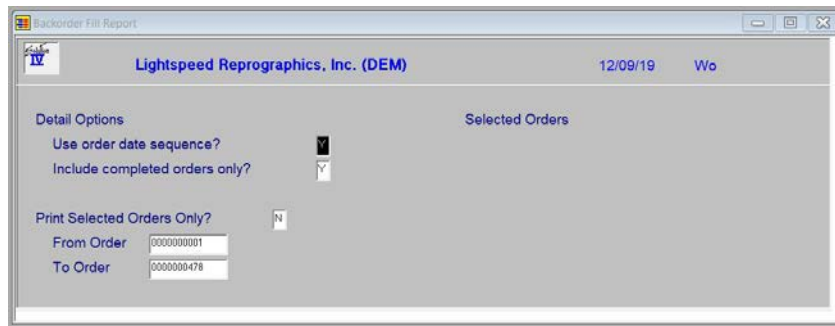 Backorder Fill Report
IV
Lightspeed Reprographics, Inc. (DEM) 12/09/19 Wo
Detail Options Selected Orders
Use order date sequence? Y
Include completed orders only? Y
Print Selected Orders Only? N
From Order 0000000001
To Order 0000000478